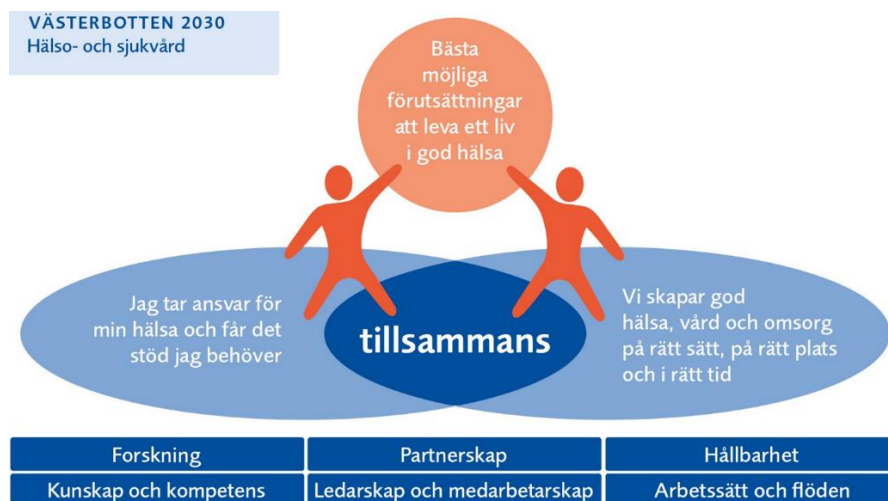 VÄSTERBOTTEN 2030
Hälso- och sjukvård
Bästa
möjliga
förutsättningar
att leva ett liv
i god hälsa
Jag tar ansvar för
min hälsa och får det
stöd jag behöver
tillsammans
Vi skapar god
hälsa, vård och omsorg
på rätt sätt, på rätt plats
och i rätt tid
Forskning
Partnerskap
Hållbarhet
Kunskap och kompetens
Ledarskap och medarbetarskap
Arbetssätt och flöden